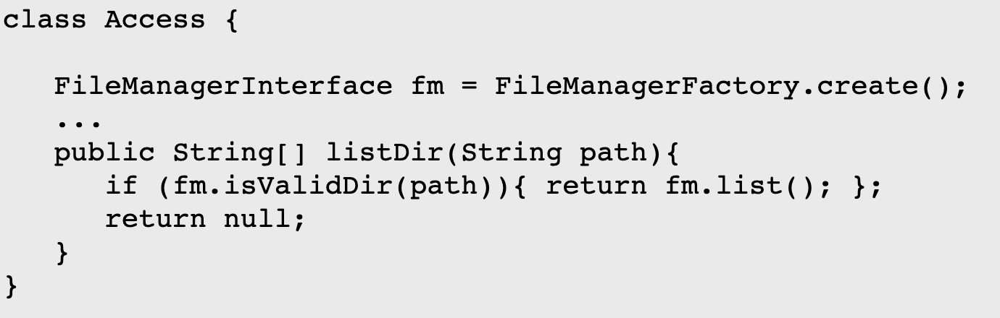 class Access {
FileManagerInterface fm = FileManagerFactory.create();
...
public String[] listDir(String path){
if (fm.isValidDir(path)){ return fm.list(); };
return null;
}
}